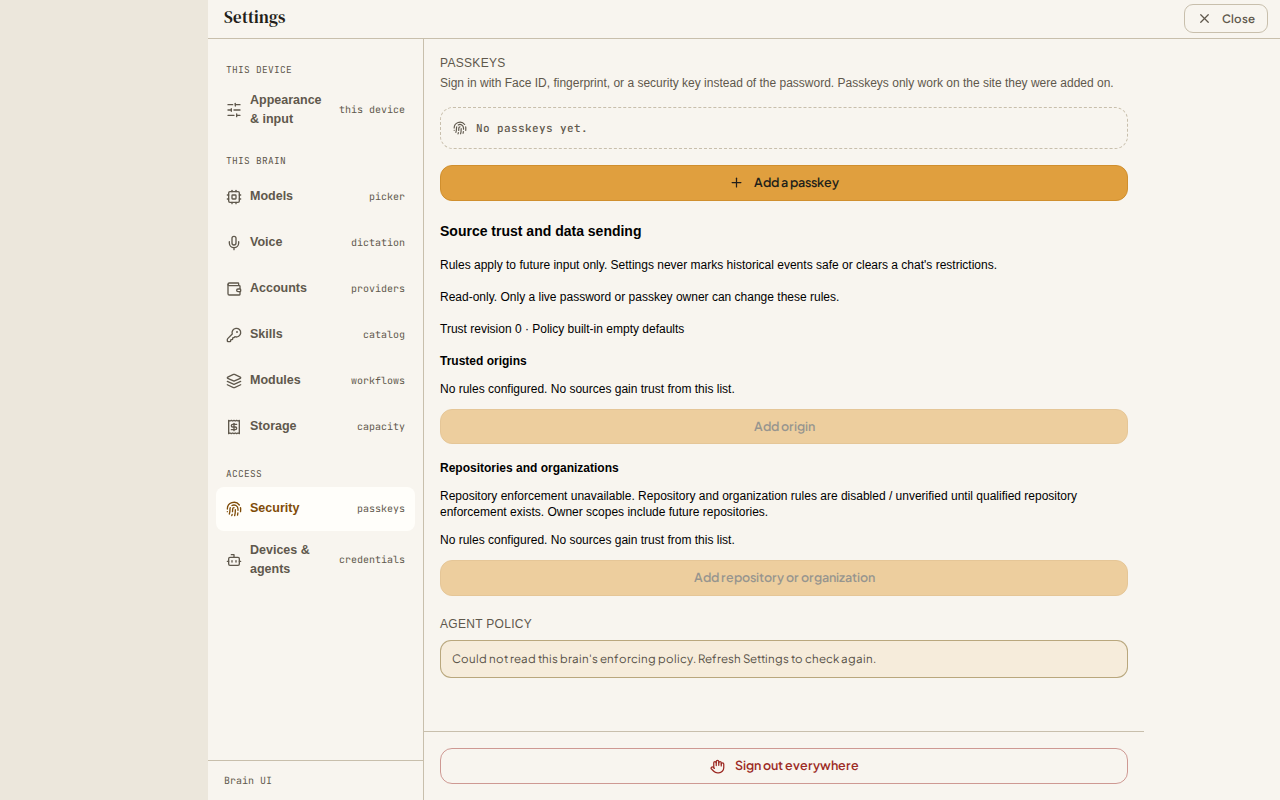 Settings
Close
THIS DEVICE
Appearance & input
this device
THIS BRAIN
Models
picker
Voice
dictation
Accounts
providers
Skills
catalog
Modules
workflows
Storage
capacity
ACCESS
Security
passkeys
Devices & agents
credentials
Brain UI
PASSKEYS
Sign in with Face ID, fingerprint, or a security key instead of the password. Passkeys only work on the site they were added on.
No passkeys yet.
Add a passkey
Source trust and data sending
Rules apply to future input only. Settings never marks historical events safe or clears a chat's restrictions.
Read-only. Only a live password or passkey owner can change these rules.
Trust revision 0 · Policy built-in empty defaults
Trusted origins
No rules configured. No sources gain trust from this list.
Add origin
Repositories and organizations
Repository enforcement unavailable. Repository and organization rules are disabled / unverified until qualified repository
enforcement exists. Owner scopes include future repositories.
No rules configured. No sources gain trust from this list.
Add repository or organization
AGENT POLICY
Could not read this brain's enforcing policy. Refresh Settings to check again.
Sign out everywhere